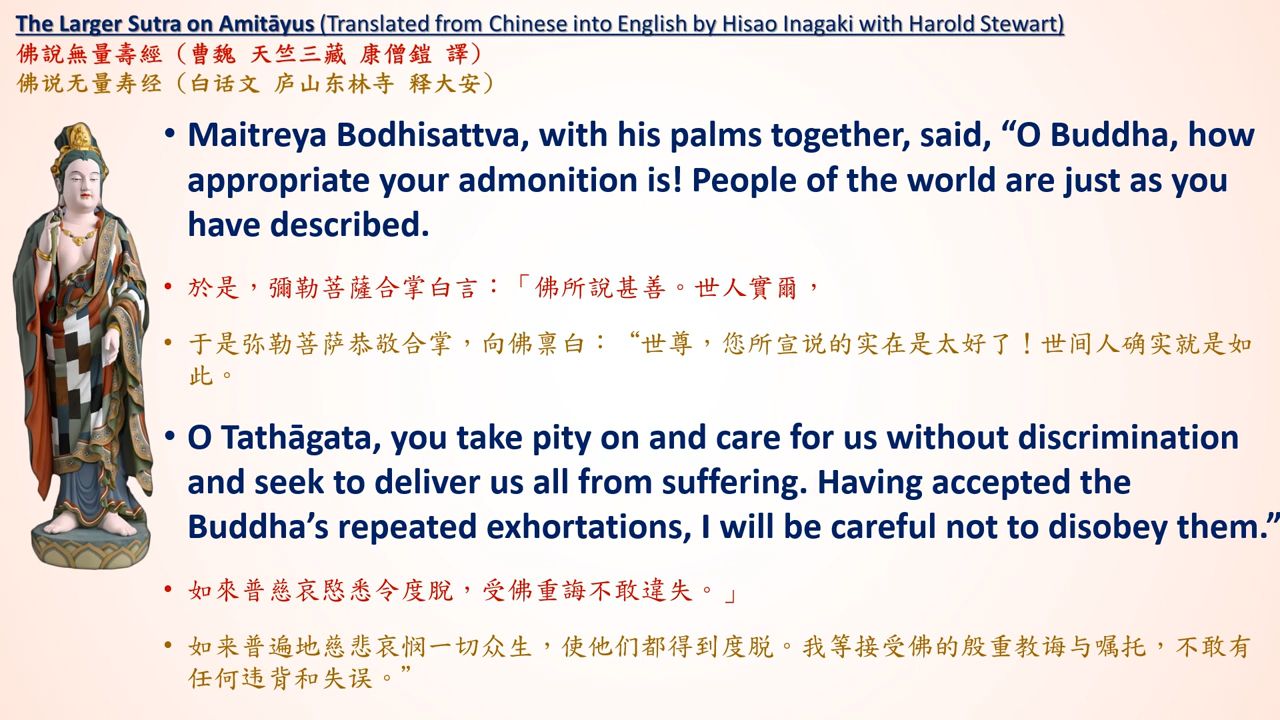 The Larger Sutra on Amitāyus (Translated from Chinese into English by Hisao Inagaki with Harold Stewart)
佛說無量壽經（曹魏 天竺三藏 康僧鎧 譯）
佛说无量寿经（白话文 庐山东林寺 释大安）
• Maitreya Bodhisattva, with his palms together, said, “O Buddha, how
appropriate your admonition is! People of the world are just as you
have described.
• 於是，彌勒菩薩合掌白言：「佛所說甚善。世人實爾，
• 于是弥勒菩萨恭敬合掌，向佛禀白：“世尊，您所宣说的实在是太好了！世间人确实就是如
此。
• O Tathāgata, you take pity on and care for us without discrimination
and seek to deliver us all from suffering. Having accepted the
Buddha’s repeated exhortations, I will be careful not to disobey them.”
• 如來普慈哀愍悉令度脫，受佛重誨不敢違失。」
• 如来普遍地慈悲哀悯一切众生，使他们都得到度脱。我等接受佛的殷重教诲与嘱托，不敢有
任何违背和失误。”